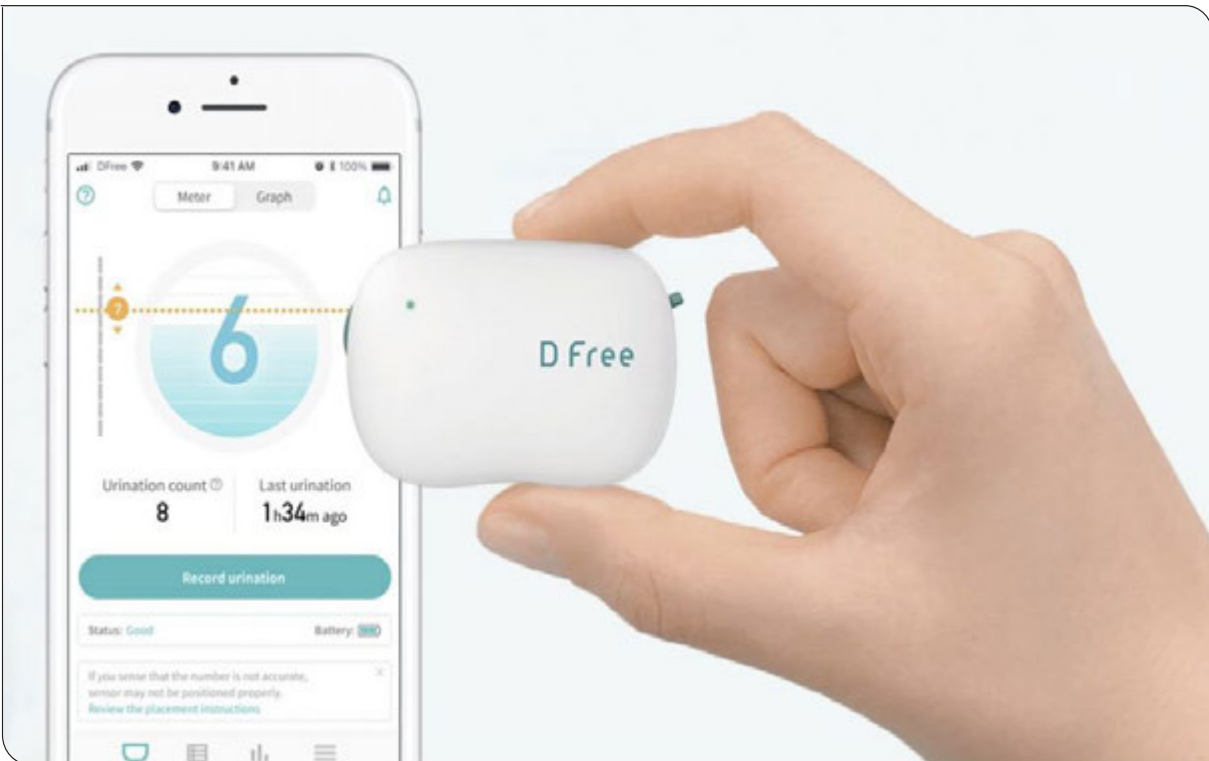 DFree
9:41 AM
100%
Meter Graph
?
?
6
D Free
Urination count ?
Last urination
8
1h34m ago
Record urination
Status: Good
Battery:
If you sense that the number is not accurate,
sensor may not be positioned properly.
Review the placement instructions